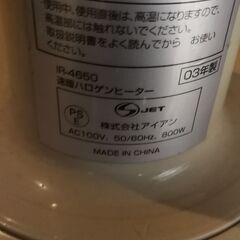 使用中、使用直後は、高温になりますので
高温部には触れないでください。
取扱説明書をよく読んでから お使い
ください。
IR-4650
速暖ハロゲンヒーター
03年製
PS
E
S JET
株式会社アイアン
AC100V, 50/60Hz, 800W
MADE IN CHINA